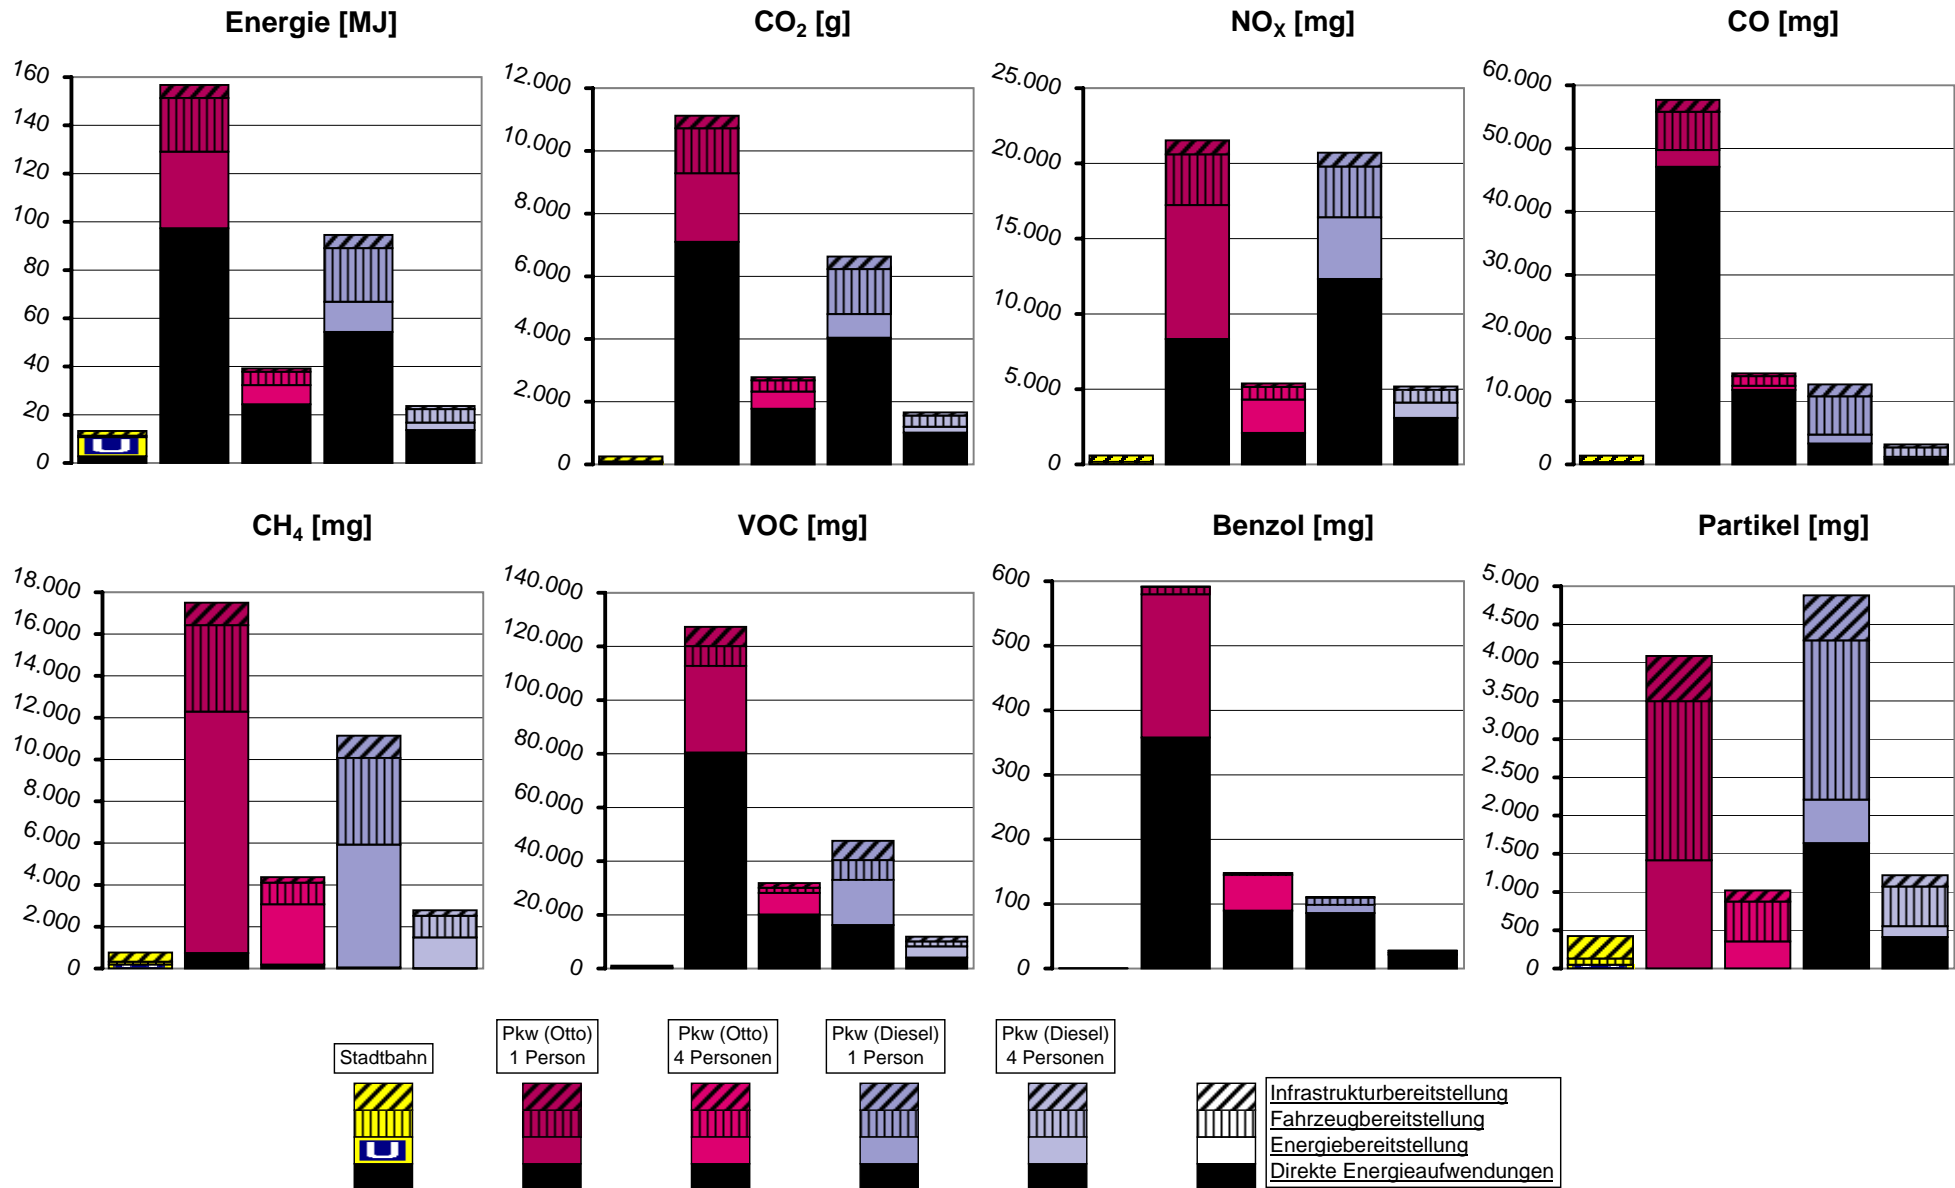 Energie [MJ]
CO₂ [g]
NOₓ [mg]
CO [mg]
160
140
120
100
80
60
40
20
0
12.000
10.000
8.000
6.000
4.000
2.000
0
25.000
20.000
15.000
10.000
5.000
0
60.000
50.000
40.000
30.000
20.000
10.000
0
U
CH₄ [mg]
VOC [mg]
Benzol [mg]
Partikel [mg]
18.000
16.000
14.000
12.000
10.000
8.000
6.000
4.000
2.000
0
140.000
120.000
100.000
80.000
60.000
40.000
20.000
0
600
500
400
300
200
100
0
5.000
4.500
4.000
3.500
3.000
2.500
2.000
1.500
1.000
500
0
Stadtbahn
Pkw (Otto)
1 Person
Pkw (Otto)
4 Personen
Pkw (Diesel)
1 Person
Pkw (Diesel)
4 Personen
U
Infrastrukturbereitstellung
Fahrzeugbereitstellung
Energiebereitstellung
Direkte Energieaufwendungen